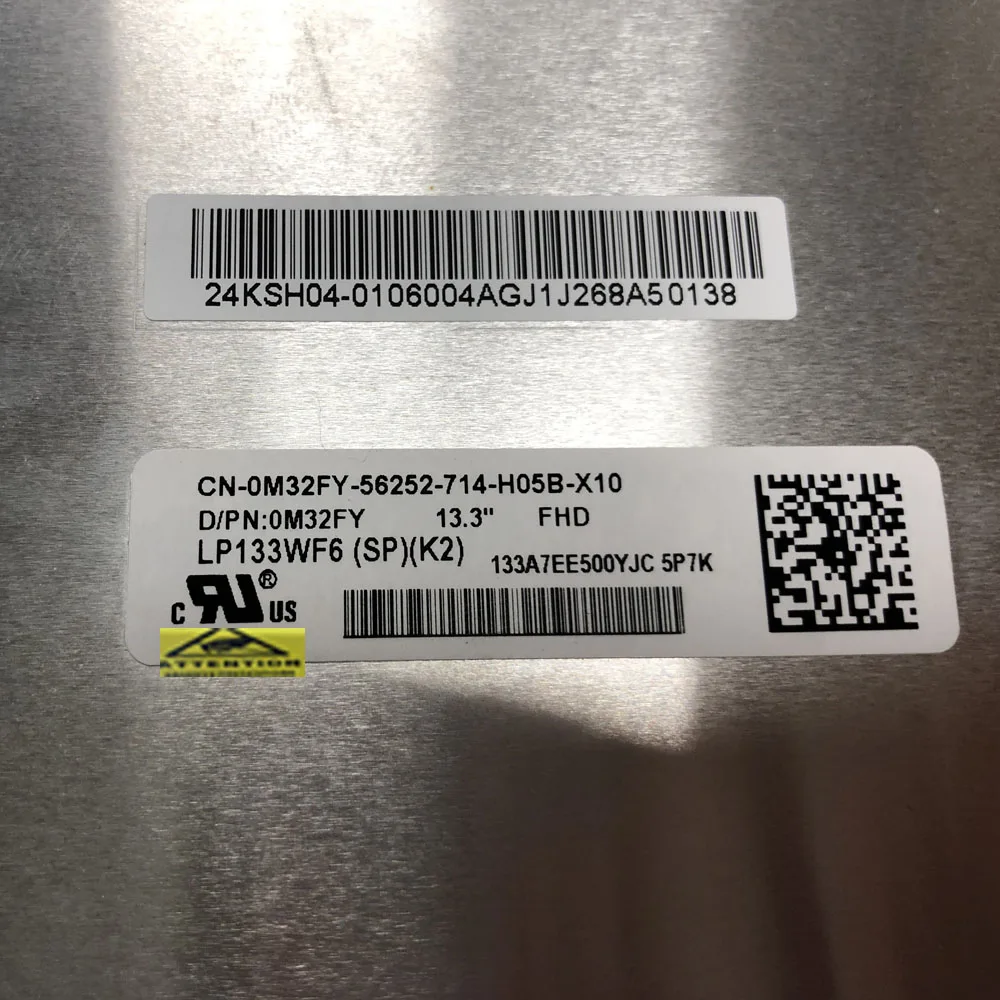 24KSH04-0106004AGJ1J268A50138
CN-0M32FY-56252-714-H05B-X10
D/PN:0M32FY 13.3" FHD
LP133WF6 (SP)(K2) 133A7EE500YJC 5P7K
C RU® US
ATTENTION